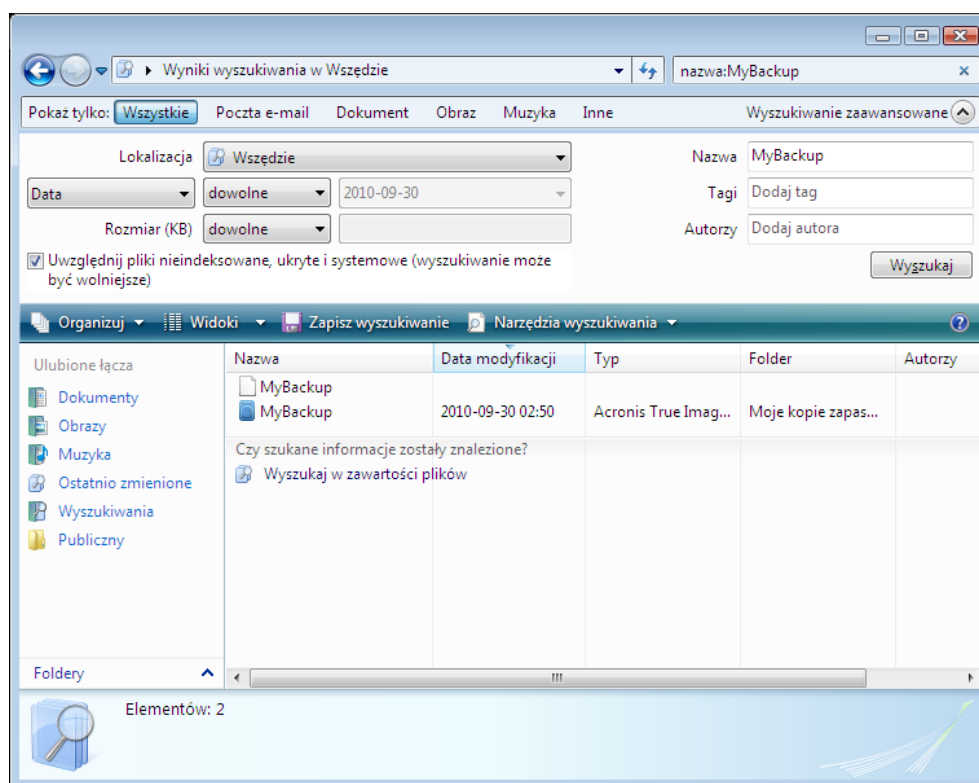 Wyniki wyszukiwania w Wszędzie
nazwa:MyBackup
Pokaż tylko: Wszystkie Poczta e-mail Dokument Obraz Muzyka Inne Wyszukiwanie zaawansowane
Lokalizacja Wszędzie Nazwa MyBackup
Data dowolne 2010-09-30 Tagi Dodaj tag
Rozmiar (KB) dowolne Autorzy Dodaj autora
Uwzględnij pliki nieindeksowane, ukryte i systemowe (wyszukiwanie może
być wolniejsze)
Wyszukaj
Organizuj Widoki Zapisz wyszukiwanie Narzędzia wyszukiwania
Ulubione łącza
Dokumenty
Obrazy
Muzyka
Ostatnio zmienione
Wyszukiwania
Publiczny
Foldery
Nazwa Data modyfikacji Typ Folder Autorzy
MyBackup
MyBackup 2010-09-30 02:50 Acronis True Imag... Moje kopie zapas...
Czy szukane informacje zostały znalezione?
Wyszukaj w zawartości plików
Elementów: 2